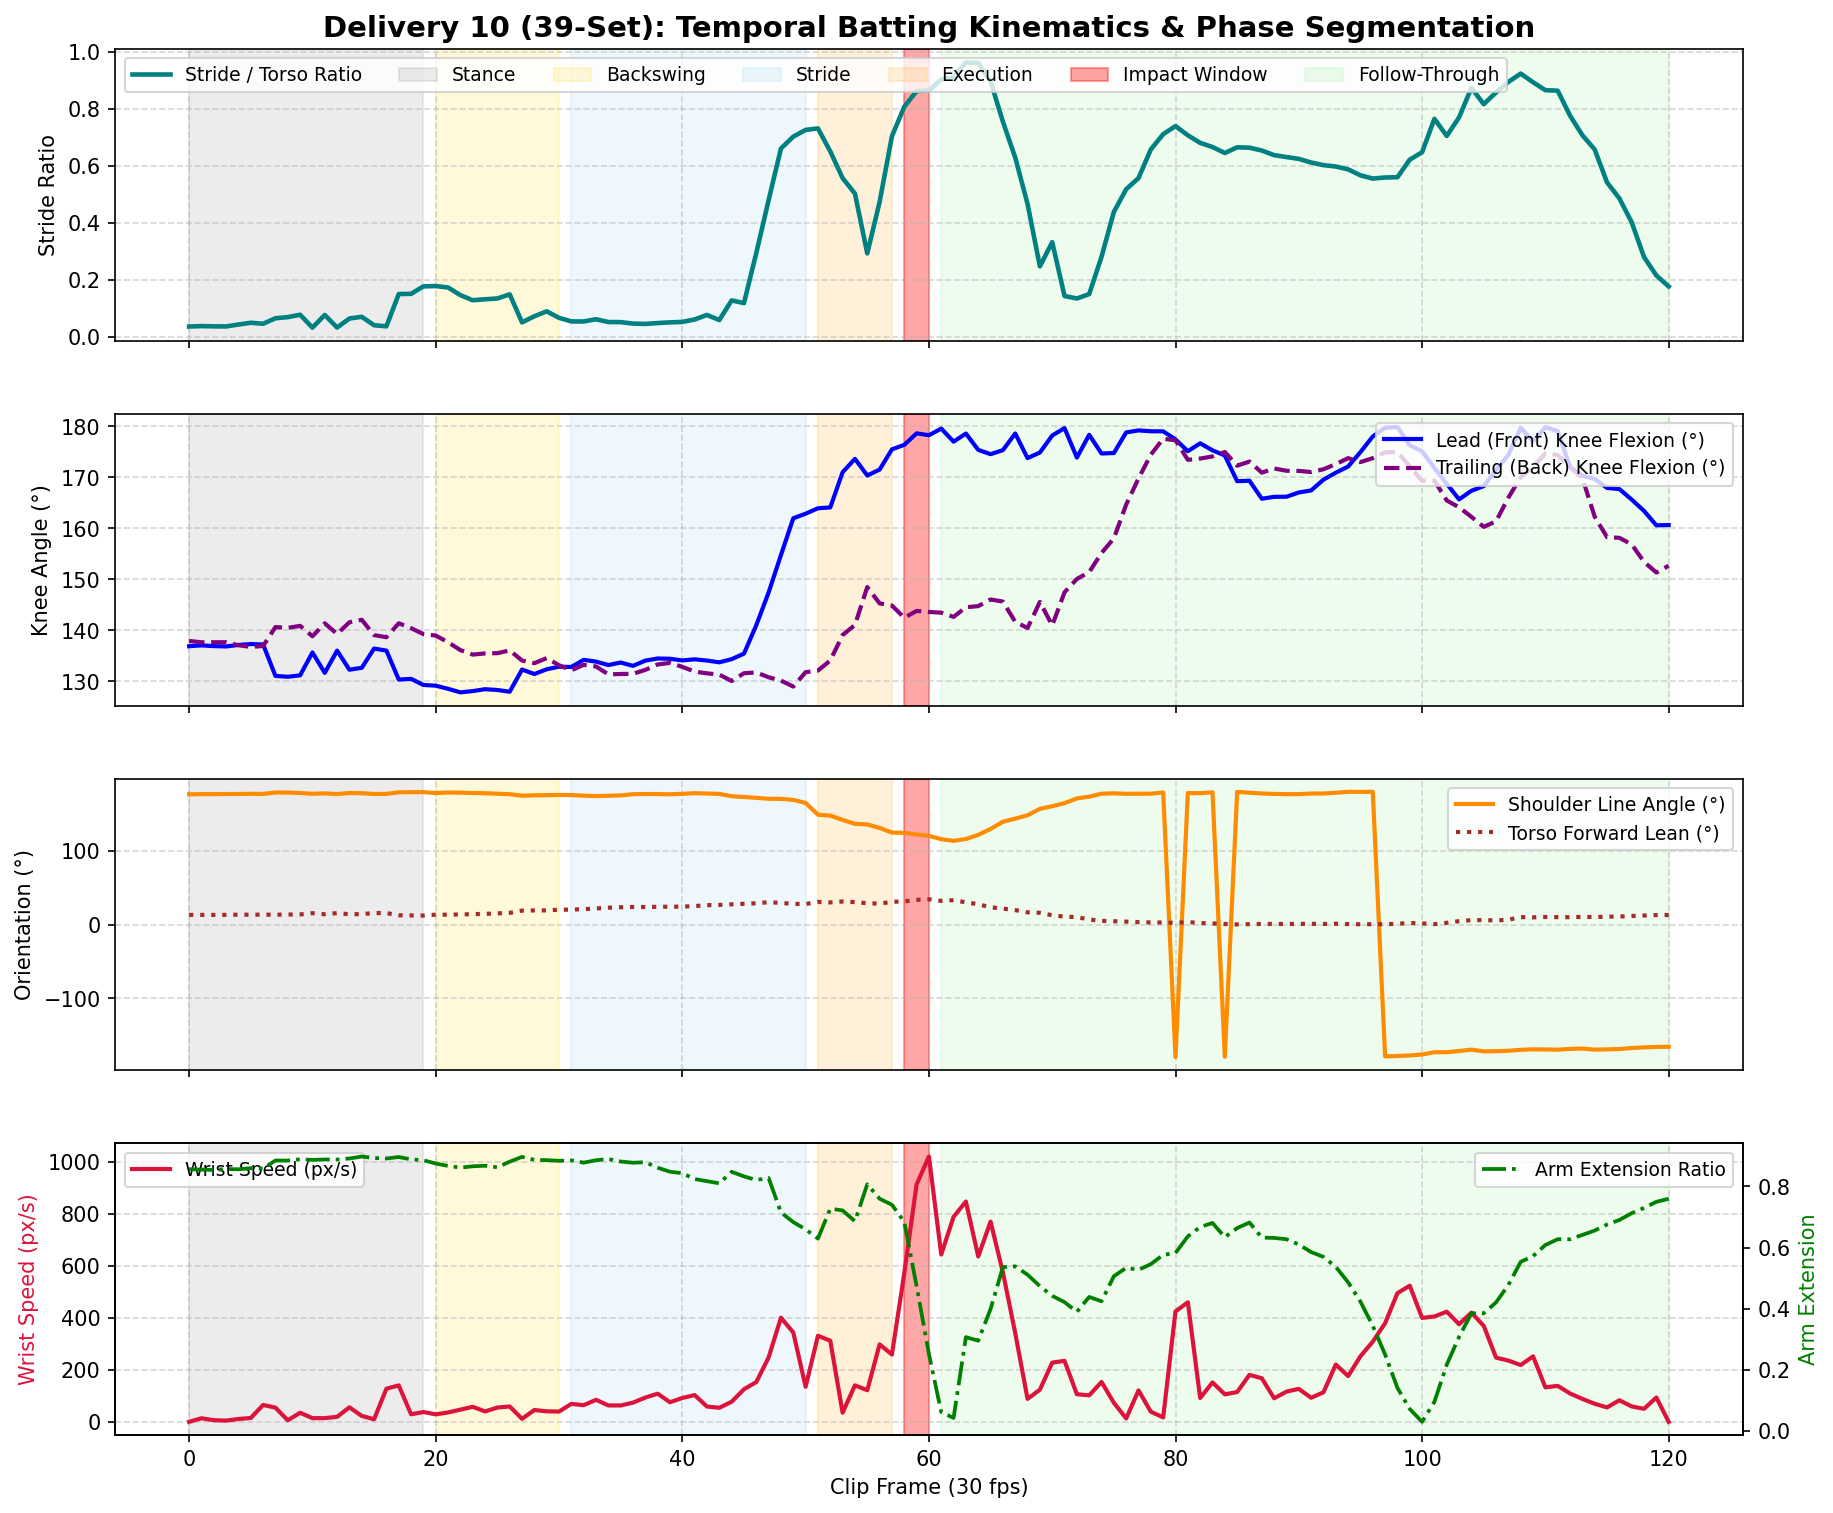 Delivery 10 (39-Set): Temporal Batting Kinematics & Phase Segmentation
Stride / Torso Ratio Stance Backswing Stride Execution Impact Window Follow-Through
Stride Ratio
1.0
0.8
0.6
0.4
0.2
0.0
Lead (Front) Knee Flexion (°)
Trailing (Back) Knee Flexion (°)
Knee Angle (°)
180
170
160
150
140
130
Shoulder Line Angle (°)
Torso Forward Lean (°)
Orientation (°)
100
0
−100
Wrist Speed (px/s)
Arm Extension Ratio
Wrist Speed (px/s)
1000
800
600
400
200
0
0.8
0.6
0.4
0.2
0.0
Arm Extension
0 20 40 60 80 100 120
Clip Frame (30 fps)